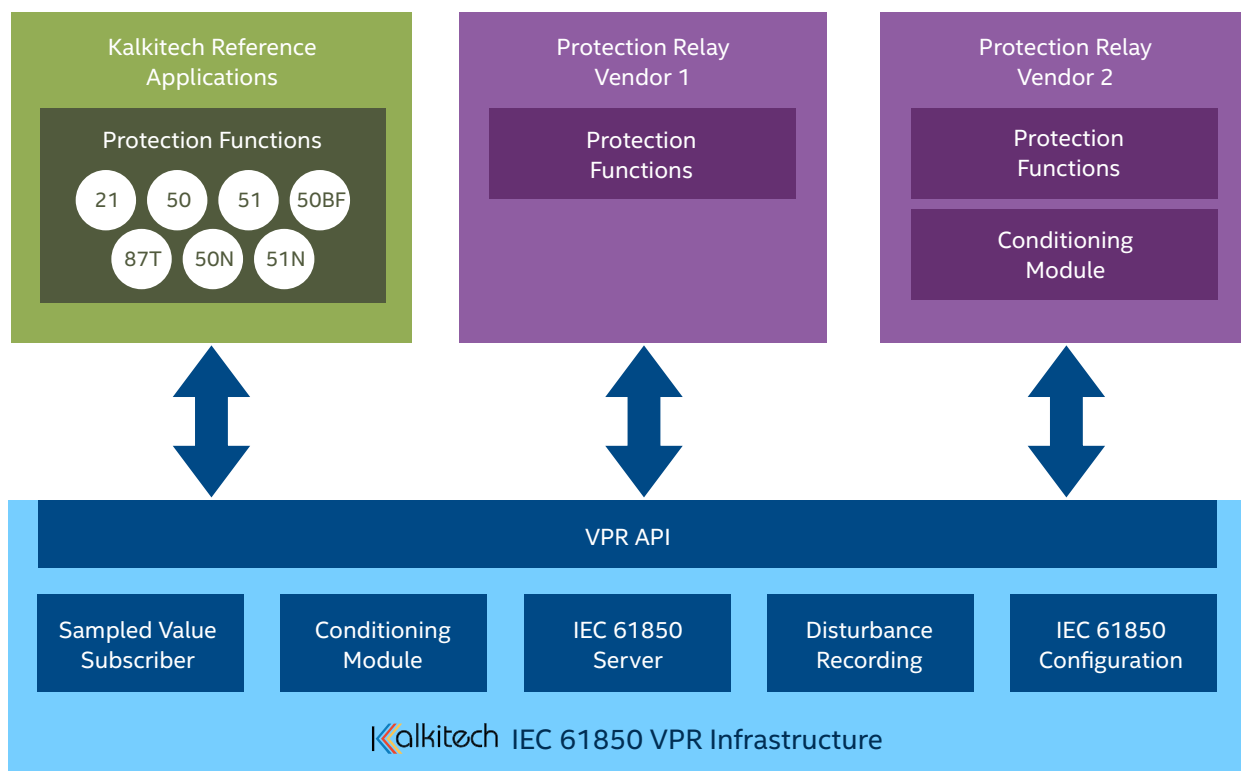 Kalkitech Reference
Applications
Protection Functions
21 50 51 50BF
87T 50N 51N
Protection Relay
Vendor 1
Protection
Functions
Protection Relay
Vendor 2
Protection
Functions
Conditioning
Module
VPR API
Sampled Value
Subscriber
Conditioning
Module
IEC 61850
Server
Disturbance
Recording
IEC 61850
Configuration
Kalkitech IEC 61850 VPR Infrastructure